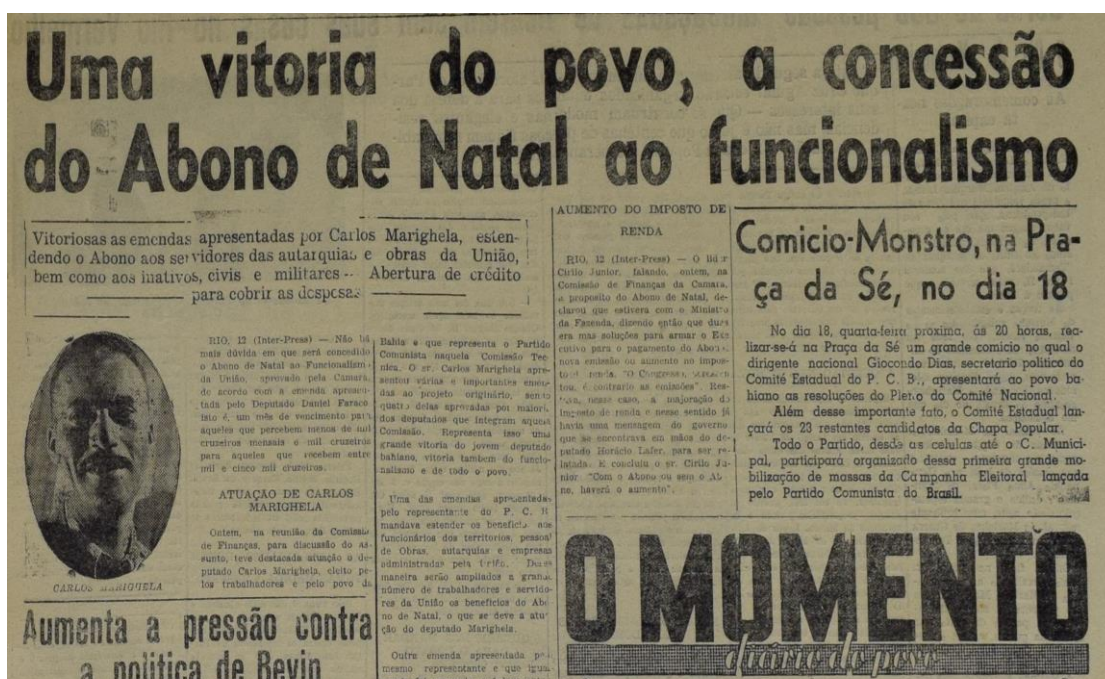 Uma vitoria do povo, a concessão
do Abono de Natal ao funcionalismo
Vitoriosas as emendas apresentadas por Carlos Marighela, esten-
dendo o Abono aos servidores das autarquias e obras da União,
bem como aos inativos, civis e militares -- Abertura de crédito
para cobrir as despesas
CARLOS MARIGHELA
RIO, 12 (Inter-Press) — Não há
mais dúvida em que será concedido
o Abono de Natal ao Funcionalismo
da União, aprovado pela Camara,
de acordo com a emenda apresen-
tada pelo Deputado Daniel Faraco
isto é, um mês de vencimento para
aqueles que percebem menos de mil
cruzeiros mensais e mil cruzeiros
para aqueles que recebem entre
mil e cinco mil cruzeiros.
ATUAÇÃO DE CARLOS
MARIGHELA
Ontem, na reunião da Comissão
de Finanças, para discussão do as-
sunto, teve destacada atuação o de-
putado Carlos Marighela, eleito pe-
los trabalhadores e pelo povo da
Bahia e que representa o Partido
Comunista naquela Comissão Tec-
nica. O sr. Carlos Marighela apre-
sentou várias e importantes emen-
das ao projeto originário, sendo
quatro delas aprovadas por maioria
dos deputados que integram aquela
Comissão. Representa isso uma
grande vitoria do jovem deputado
bahiano, vitoria tambem do funcio-
nalismo e de todo o povo.
Uma das emendas apresentadas
pelo representante do P. C. B
mandava estender os beneficios aos
funcionários dos territorios, pessoal
de Obras, autarquias e empresas
administradas pela União. Dessa
maneira serão ampliados a grande
número de trabalhadores e servido-
res da União os beneficios do Abo-
no de Natal, o que se deve a atua-
ção do deputado Marighela.
Outra emenda apresentada pelo
mesmo representante e que igual-
Aumenta a pressão contra
a politica de Bevin
AUMENTO DO IMPOSTO DE
RENDA
RIO, 12 (Inter-Press) — O lider
Cirilo Junior, falando, ontem, na
Comissão de Finanças da Camara,
a proposito do Abono de Natal, de-
clarou que estivera com o Ministro
da Fazenda, dizendo então que duas
eram as soluções para armar o Exe-
cutivo para o pagamento do Abono:
nova emissão ou aumento no impos-
to de renda. "O Congresso,
é contrario as emissões". Res-
tava, nesse caso, a majoração do
imposto de renda e nesse sentido já
havia uma mensagem do governo
que se encontrava em mãos do de-
putado Horácio Lafer, para ser re-
latada. E concluiu o sr. Cirilo Ju-
nior "Com o Abono ou sem o Abo-
no, haverá o aumento".
Comicio-Monstro, na Pra-
ça da Sé, no dia 18
No dia 18, quarta-feira proxima, ás 20 horas, rea-
lizar-se-á na Praça da Sé um grande comicio no qual o
dirigente nacional Giocondo Dias, secretario politico do
Comité Estadual do P. C. B., apresentará ao povo ba-
hiano as resoluções do Pleno do Comité Nacional.
Além desse importante fato, o Comité Estadual lan-
çará os 23 restantes candidatos da Chapa Popular.
Todo o Partido, desde as celulas até o C. Munici-
pal, participará organizado dessa primeira grande mo-
bilização de massas da Campanha Eleitoral lançada
pelo Partido Comunista do Brasil.
O MOMENTO
diário do povo